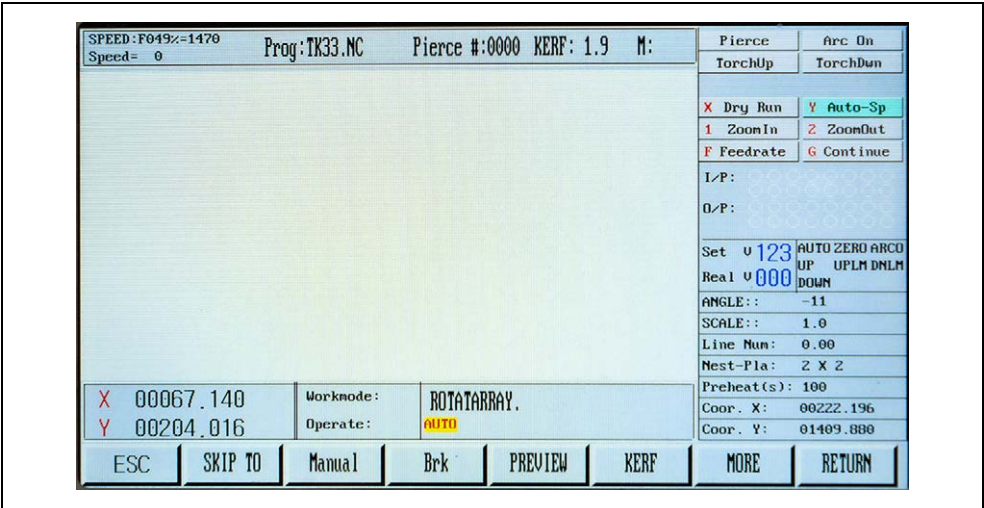 SPEED:F049%=1470
Speed= 0
Prog:TK33.NC
Pierce #:0000 KERF: 1.9 M:
Pierce
Arc On
TorchUp
TorchDwn
X Dry Run
Y Auto-Sp
1 ZoomIn
2 ZoomOut
F Feedrate
G Continue
I/P:
O/P:
Set V 123
Real V 000
AUTO ZERO ARCO
UP UPLM DNLM
DOWN
ANGLE:: -11
SCALE:: 1.0
Line Num: 0.00
Nest-Pla: 2 X 2
Preheat(s): 100
Coor. X: 00222.196
Coor. Y: 01409.880
X 00067.140
Y 00204.016
Workmode: ROTATARRAY.
Operate: AUTO
ESC
SKIP TO
Manual
Brk
PREVIEW
KERF
MORE
RETURN